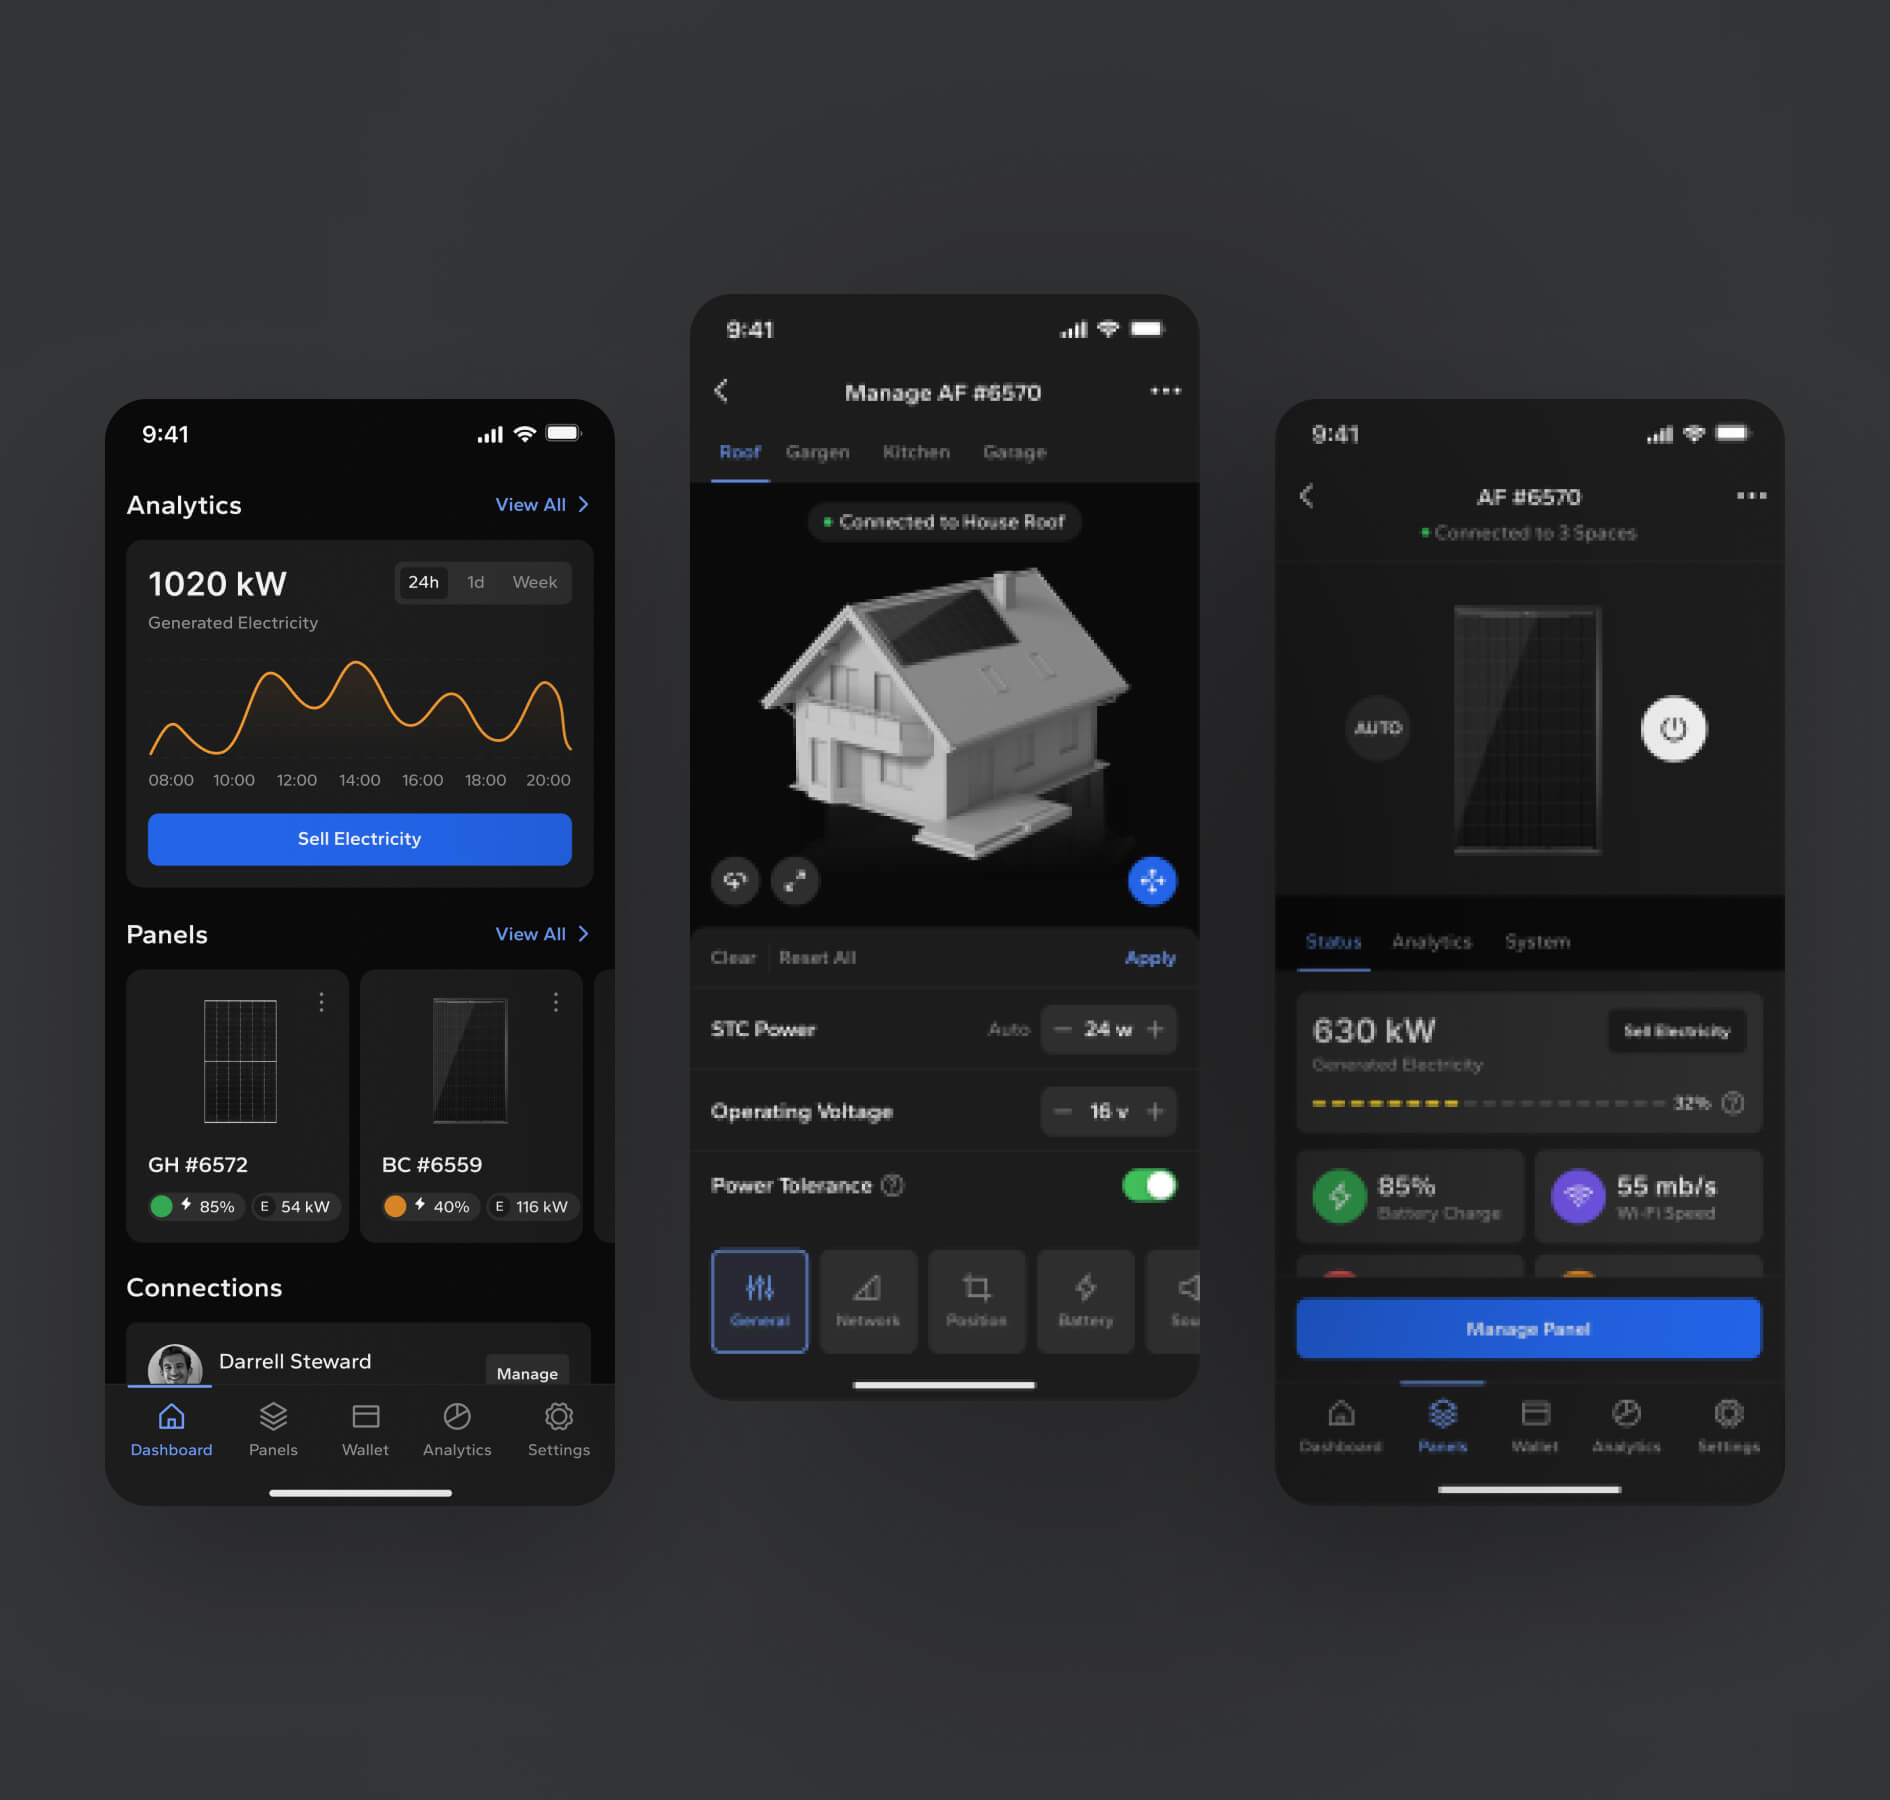 9:41
Analytics
View All
1020 kW
24h 1d Week
Generated Electricity
08:00 10:00 12:00 14:00 16:00 18:00 20:00
Sell Electricity
Panels
View All
GH #6572
85% E 54 kW
BC #6559
40% E 116 kW
Connections
Darrell Steward
Manage
Dashboard Panels Wallet Analytics Settings
9:41
Manage AF #6570
Roof Gargen Kitchen Garage
Connected to House Roof
Clear Reset All Apply
STC Power Auto − 24 w +
Operating Voltage − 16 v +
Power Tolerance ?
General Network Position Battery Sou
9:41
AF #6570
Connected to 3 Spaces
AUTO
Status Analytics System
630 kW
Sell Electricity
Generated Electricity
32% ?
85%
Battery Charge
55 mb/s
Wi-Fi Speed
Manage Panel
Dashboard Panels Wallet Analytics Settings